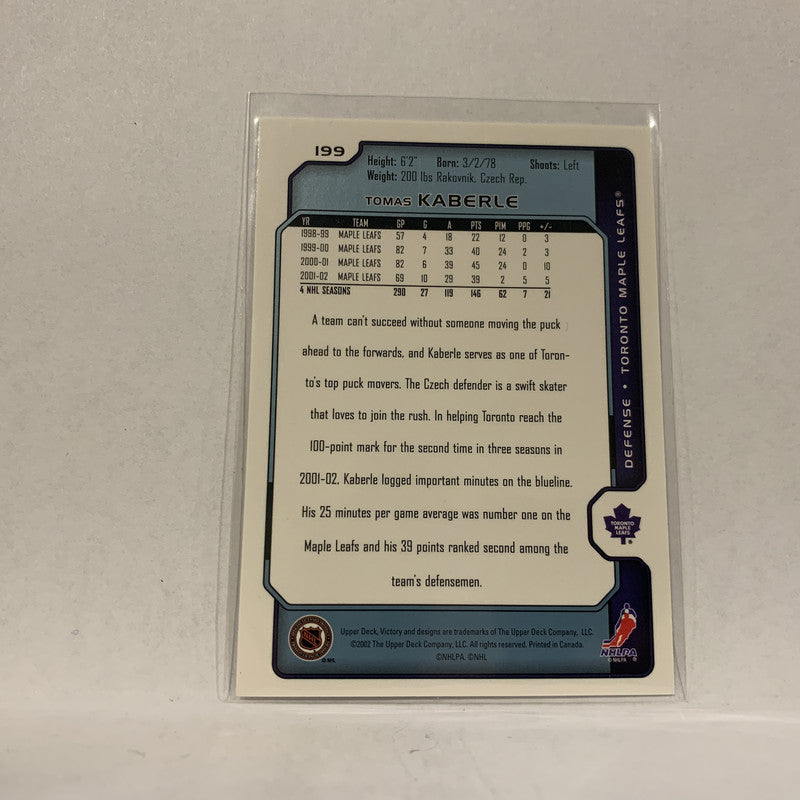 199
Height: 6'2" Born: 3/2/78 Shoots: Left
Weight: 200 lbs Rakovnik, Czech Rep.
TOMAS KABERLE
YR TEAM GP G A PTS PIM PPG +/-
1998-99 MAPLE LEAFS 57 4 18 22 12 0 3
1999-00 MAPLE LEAFS 82 7 33 40 24 2 3
2000-01 MAPLE LEAFS 82 6 39 45 24 0 10
2001-02 MAPLE LEAFS 69 10 29 39 2 5 5
4 NHL SEASONS 290 27 119 146 62 7 21
A team can't succeed without someone moving the puck
ahead to the forwards, and Kaberle serves as one of Toron-
to's top puck movers. The Czech defender is a swift skater
that loves to join the rush. In helping Toronto reach the
100-point mark for the second time in three seasons in
2001-02, Kaberle logged important minutes on the blueline.
His 25 minutes per game average was number one on the
Maple Leafs and his 39 points ranked second among the
team's defensemen.
DEFENSE • TORONTO MAPLE LEAFS®
TORONTO
MAPLE
LEAFS
®
NHL
© NHL
Upper Deck, Victory and designs are trademarks of The Upper Deck Company, LLC.
©2002 The Upper Deck Company, LLC. All rights reserved. Printed in Canada.
©NHLPA. ©NHL
NHLPA
© NHLPA ®